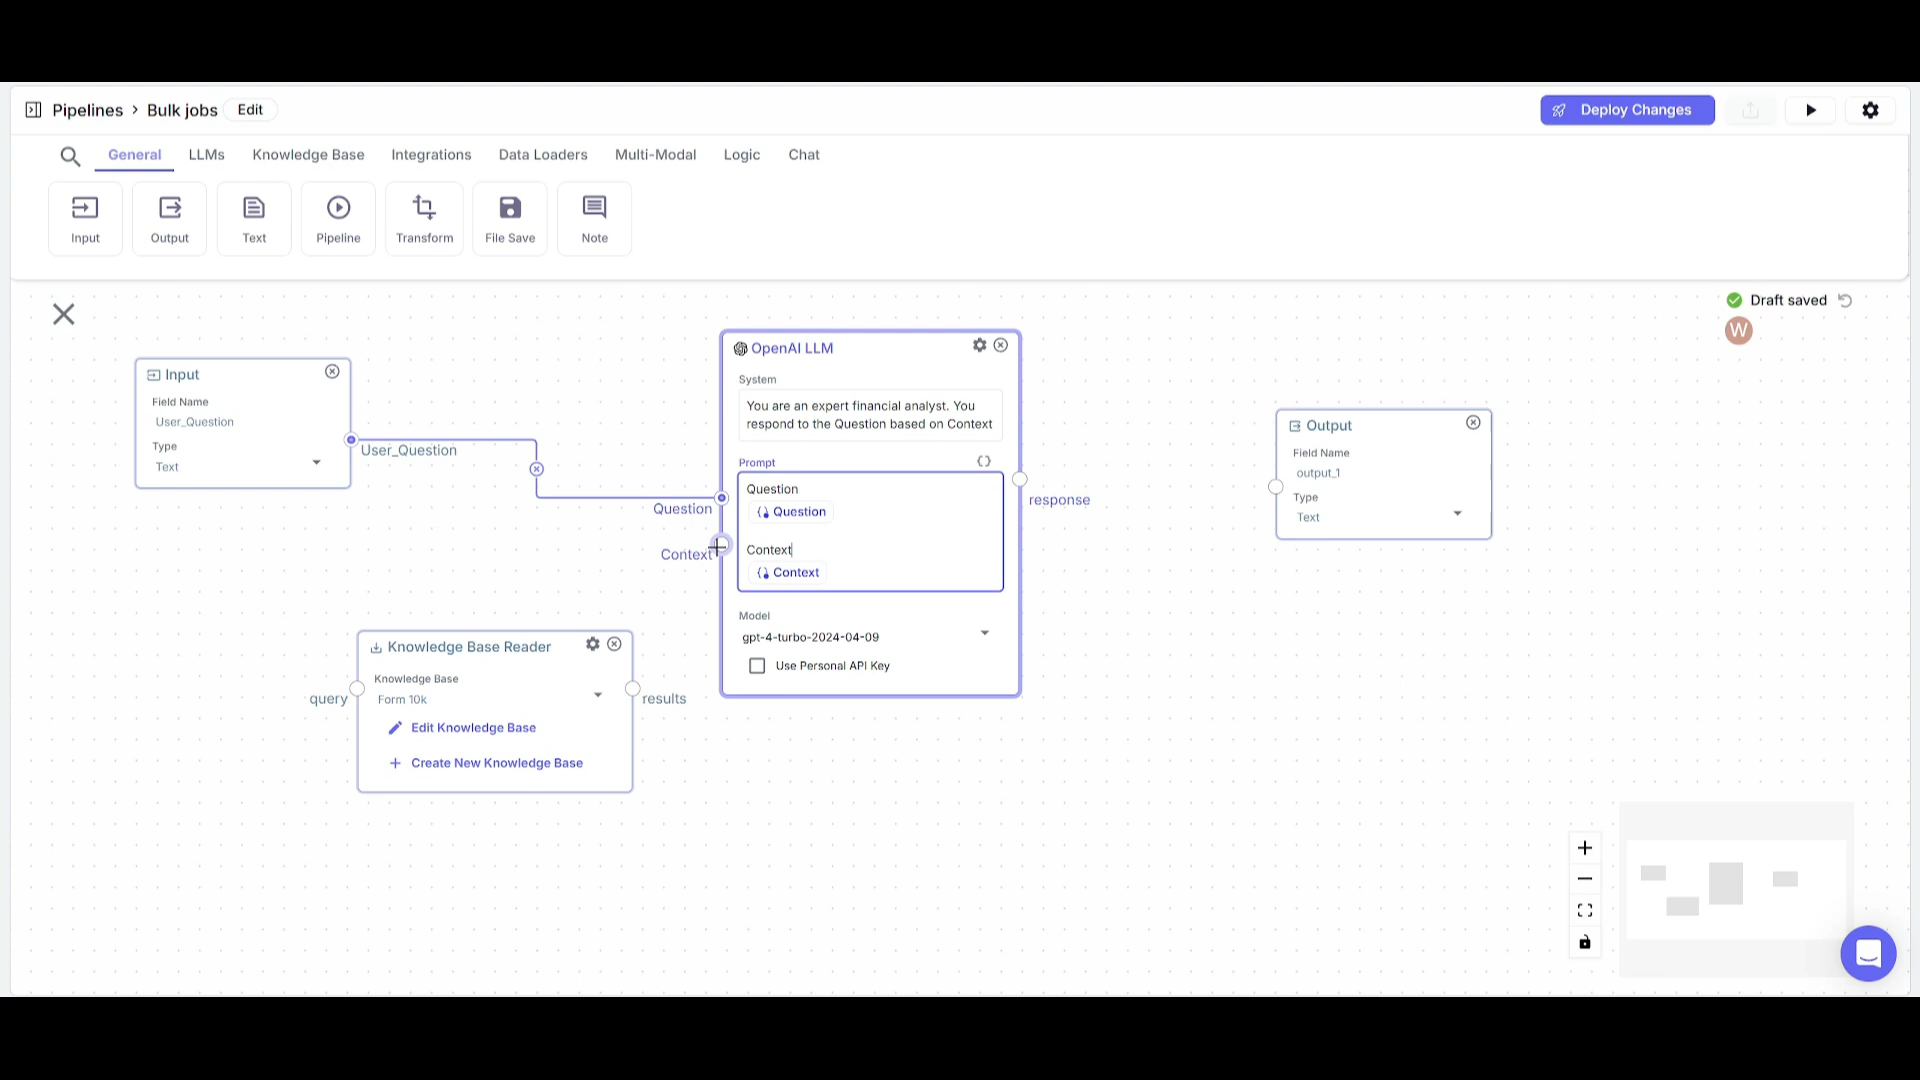 Pipelines > Bulk jobs Edit
Deploy Changes
General LLMs Knowledge Base Integrations Data Loaders Multi-Modal Logic Chat
Input Output Text Pipeline Transform File Save Note
Draft saved
W
Input
Field Name
User_Question
Type
Text
User_Question
OpenAI LLM
System
You are an expert financial analyst. You
respond to the Question based on Context
Prompt {}
Question
Question
Context
Context
Question
Context
response
Model
gpt-4-turbo-2024-04-09
Use Personal API Key
Output
Field Name
output_1
Type
Text
Knowledge Base Reader
Knowledge Base
Form 10k
Edit Knowledge Base
+ Create New Knowledge Base
query
results